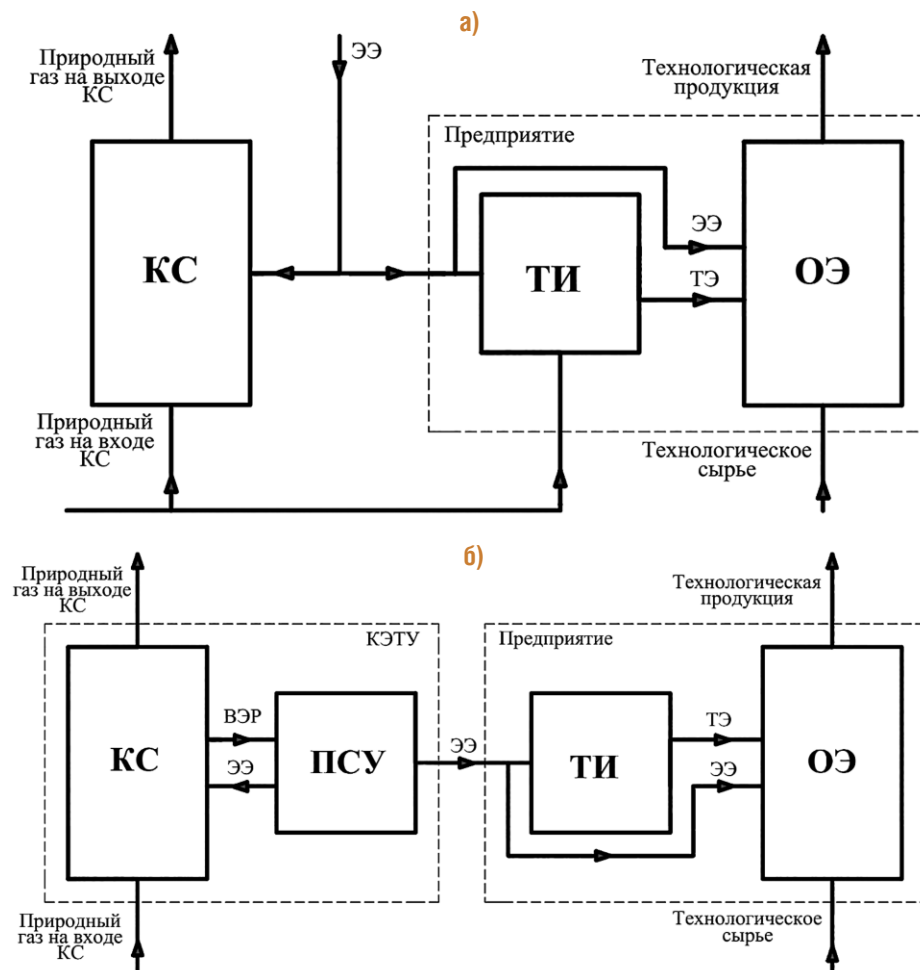 а)
Природный
газ на выходе
КС
ЭЭ
Технологическая
продукция
Предприятие
КС
ТИ
ЭЭ
ТЭ
ОЭ
Природный
газ на входе
КС
Технологическое
сырье
б)
Природный
газ на выходе
КС
Технологическая
продукция
КЭТУ
Предприятие
КС
ВЭР
ЭЭ
ПСУ
ЭЭ
ТИ
ТЭ
ЭЭ
ОЭ
Природный
газ на входе
КС
Технологическое
сырье